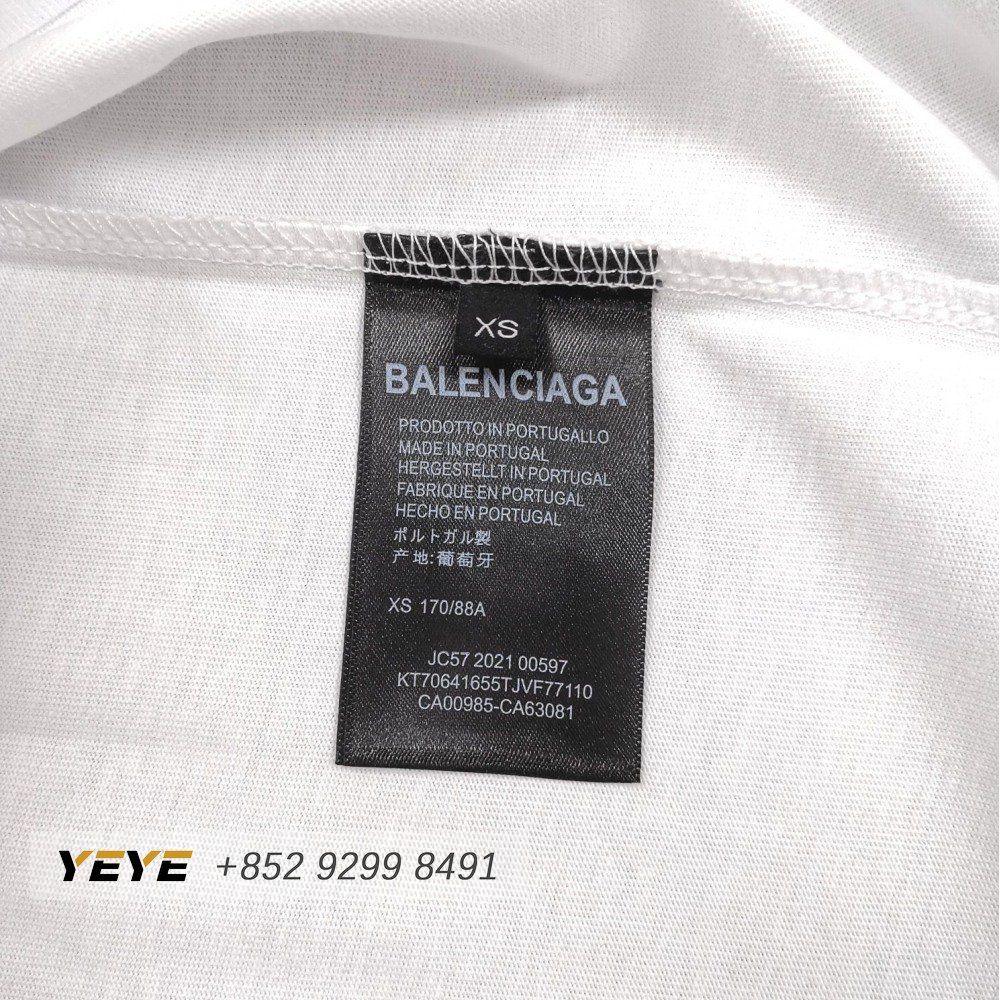 XS
BALENCIAGA
PRODOTTO IN PORTUGALLO
MADE IN PORTUGAL
HERGESTELLT IN PORTUGAL
FABRIQUE EN PORTUGAL
HECHO EN PORTUGAL
ポルトガル製
产地:葡萄牙
XS 170/88A
JC57 2021 00597
KT70641655TJVF77110
CA00985-CA63081
YEYE +852 9299 8491